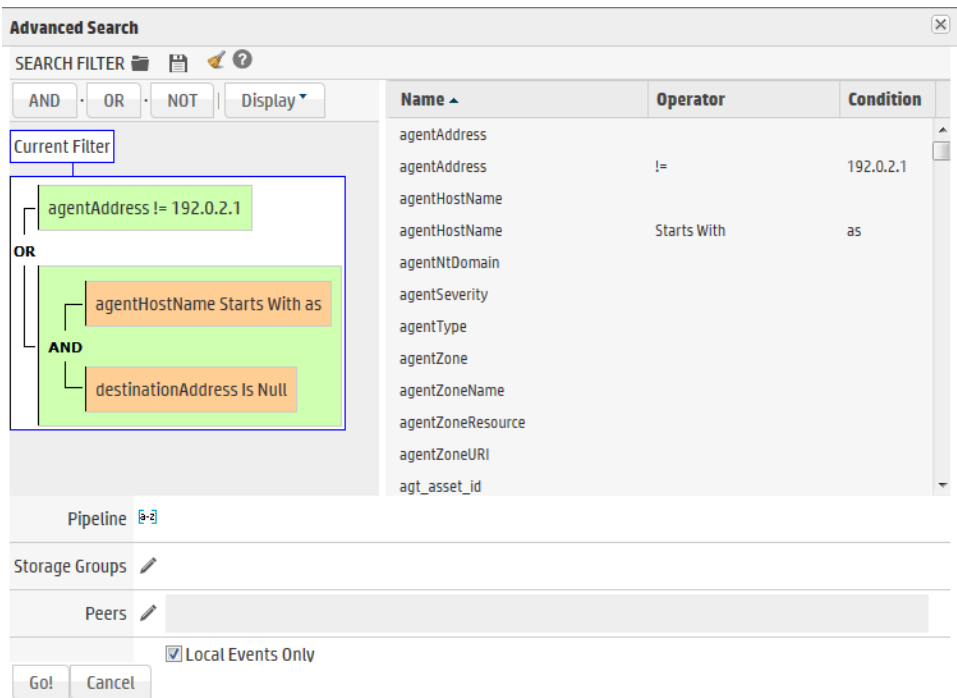 Advanced Search
SEARCH FILTER
AND · OR · NOT | Display
Current Filter
agentAddress != 192.0.2.1
OR
agentHostName Starts With as
AND
destinationAddress Is Null
Name Operator Condition
agentAddress
agentAddress != 192.0.2.1
agentHostName
agentHostName Starts With as
agentNtDomain
agentSeverity
agentType
agentZone
agentZoneName
agentZoneResource
agentZoneURI
agt_asset_id
Pipeline [a-z]
Storage Groups
Peers
Local Events Only
Go! Cancel